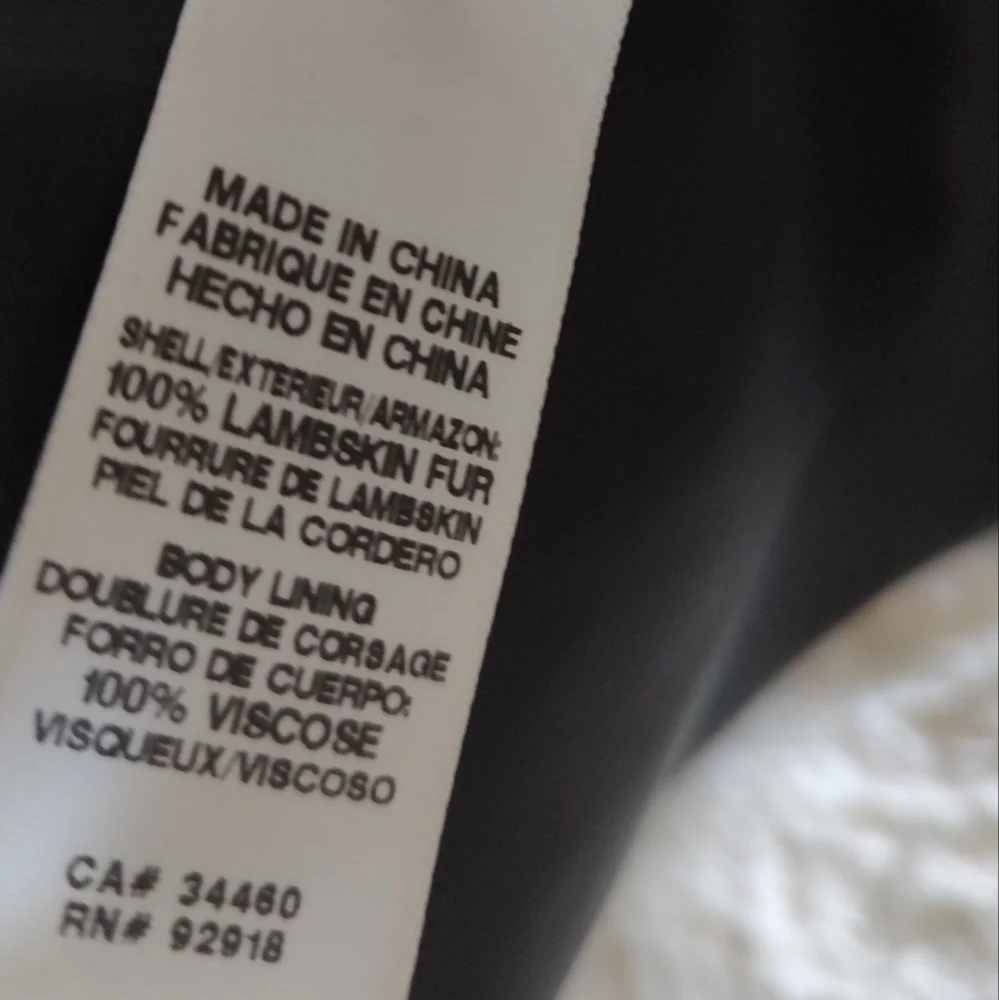 MADE IN CHINA
FABRIQUE EN CHINE
HECHO EN CHINA
SHELL/EXTERIEUR/ARMAZON:
100% LAMBSKIN FUR
FOURRURE DE LAMBSKIN
PIEL DE LA CORDERO
BODY LINING
DOUBLURE DE CORSAGE
FORRO DE CUERPO:
100% VISCOSE
VISQUEUX/VISCOSO
CA# 34460
RN# 92918